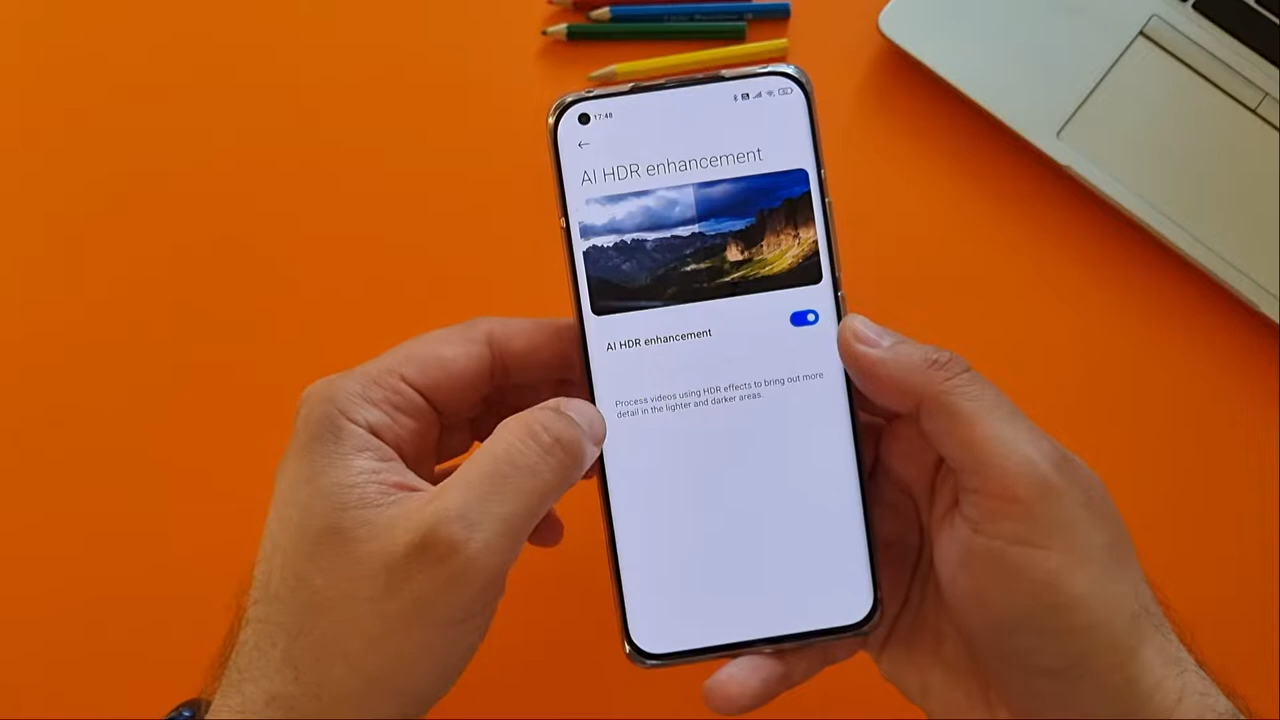 17:48
AI HDR enhancement
AI HDR enhancement
Process videos using HDR effects to bring out more
detail in the lighter and darker areas.